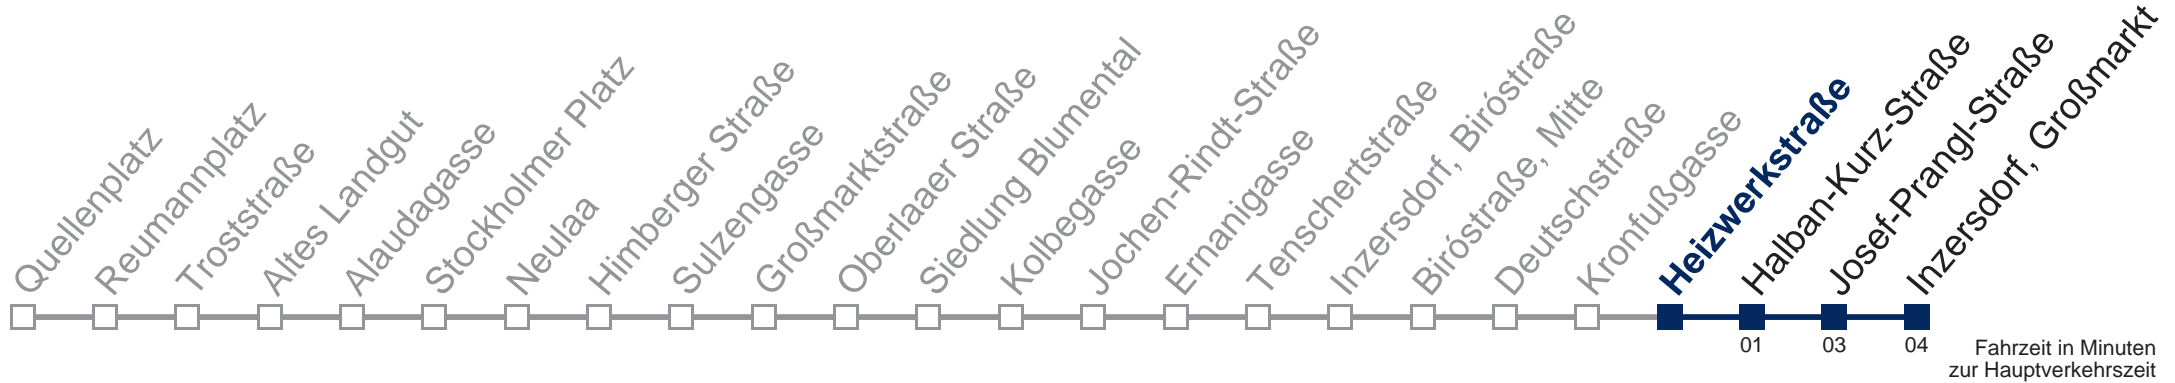 Quellenplatz
Reumannplatz
Troststraße
Altes Landgut
Alaudagasse
Stockholmer Platz
Neulaa
Himberger Straße
Sulzengasse
Großmarktstraße
Oberlaaer Straße
Siedlung Blumental
Kolbegasse
Jochen-Rindt-Straße
Ernanigasse
Tenschertstraße
Inzersdorf, Biróstraße
Biróstraße, Mitte
Deutschstraße
Kronfußgasse
Heizwerkstraße
Halban-Kurz-Straße
Josef-Prangl-Straße
Inzersdorf, Großmarkt
01
03
04
Fahrzeit in Minuten
zur Hauptverkehrszeit